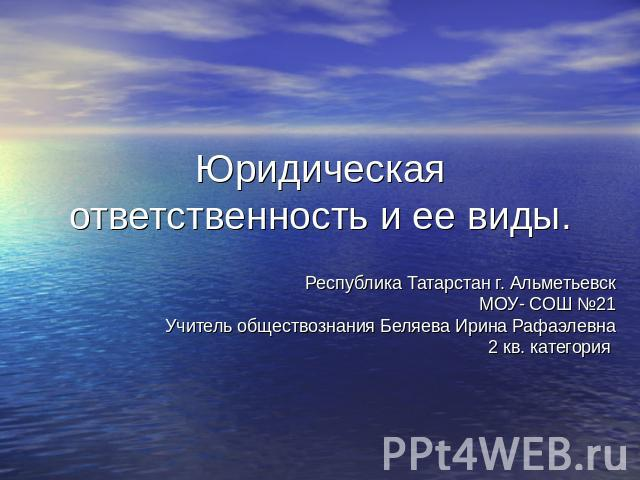 Юридическая
ответственность и ее виды.
Республика Татарстан г. Альметьевск
МОУ- СОШ №21
Учитель обществознания Беляева Ирина Рафаэлевна
2 кв. категория
PPt4WEB.ru